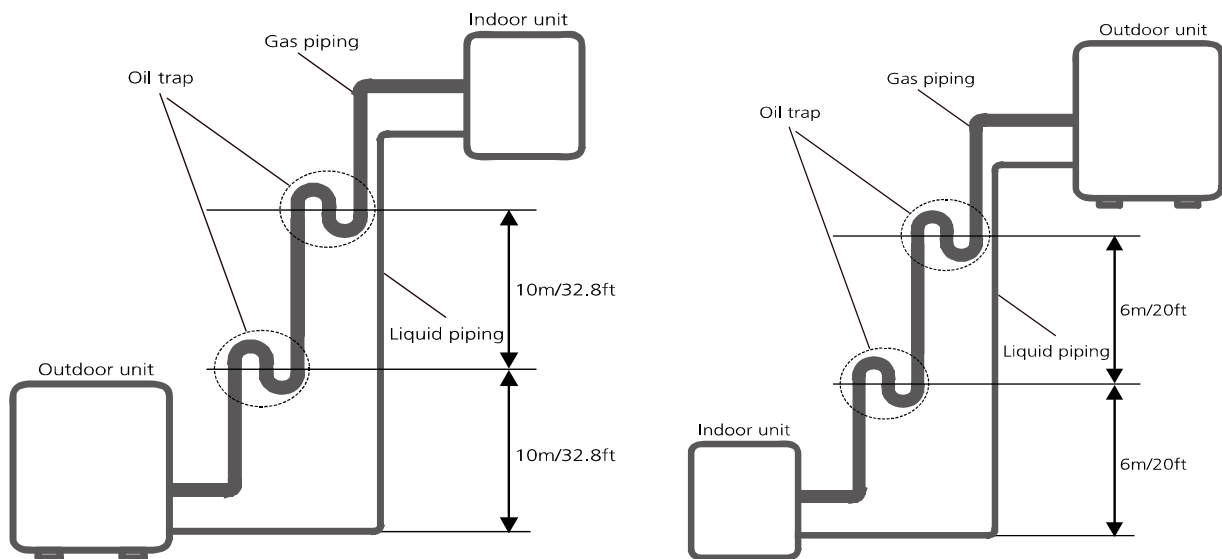 Indoor unit
Gas piping
Oil trap
10m/32.8ft
Liquid piping
Outdoor unit
10m/32.8ft
Outdoor unit
Gas piping
Oil trap
6m/20ft
Liquid piping
Indoor unit
6m/20ft